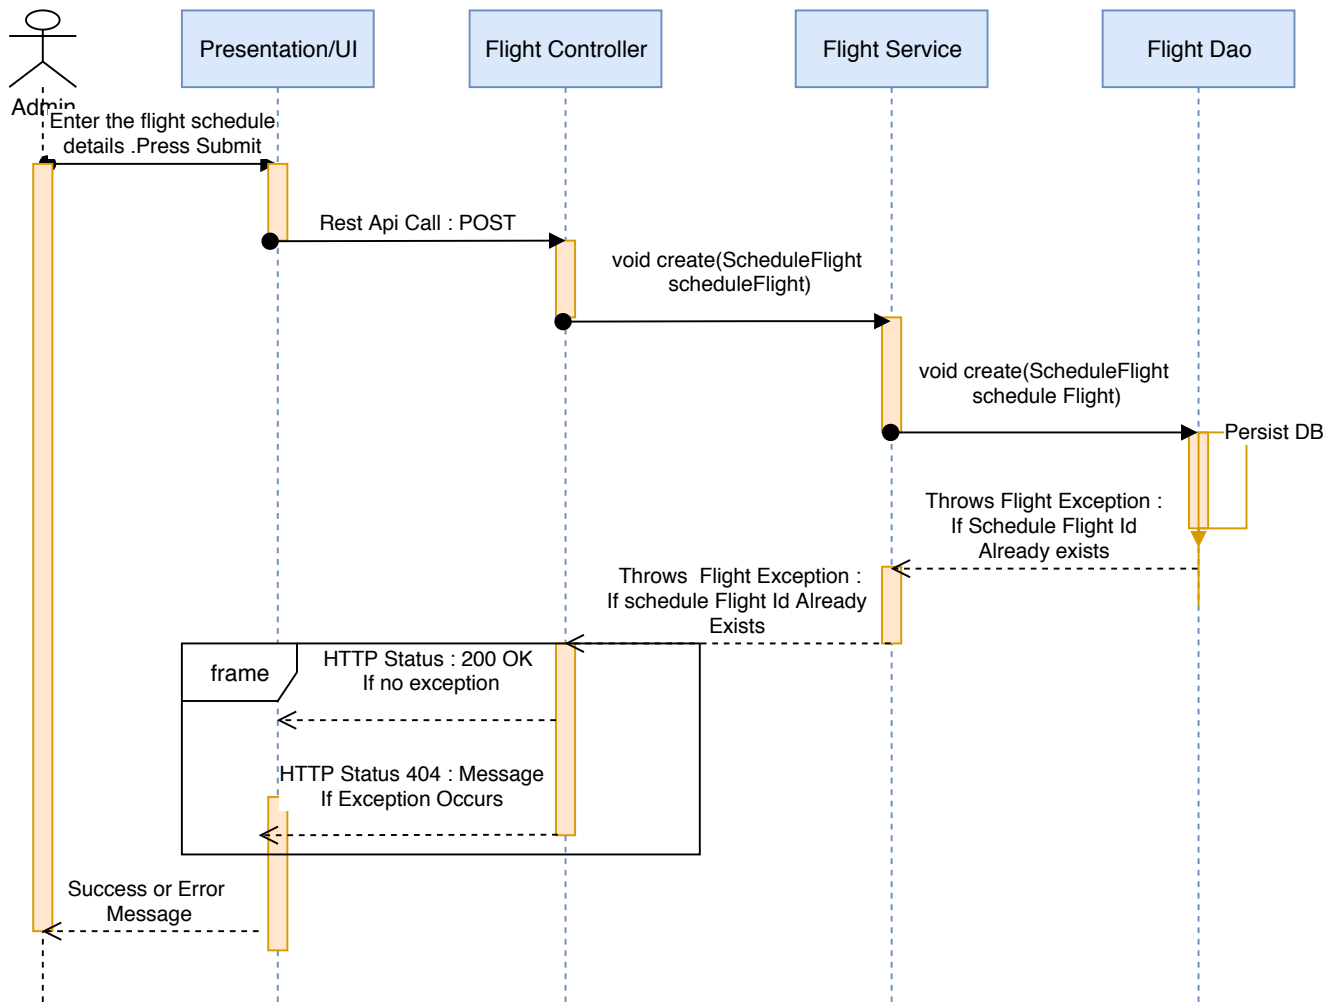 Presentation/UI
Flight Controller
Flight Service
Flight Dao
Admin
Enter the flight schedule
details .Press Submit
Rest Api Call : POST
void create(ScheduleFlight
scheduleFlight)
void create(ScheduleFlight
schedule Flight)
Persist DB
Throws Flight Exception :
If Schedule Flight Id
Already exists
Throws  Flight Exception :
If schedule Flight Id Already
Exists
frame
HTTP Status : 200 OK
If no exception
HTTP Status 404 : Message
If Exception Occurs
Success or Error
Message